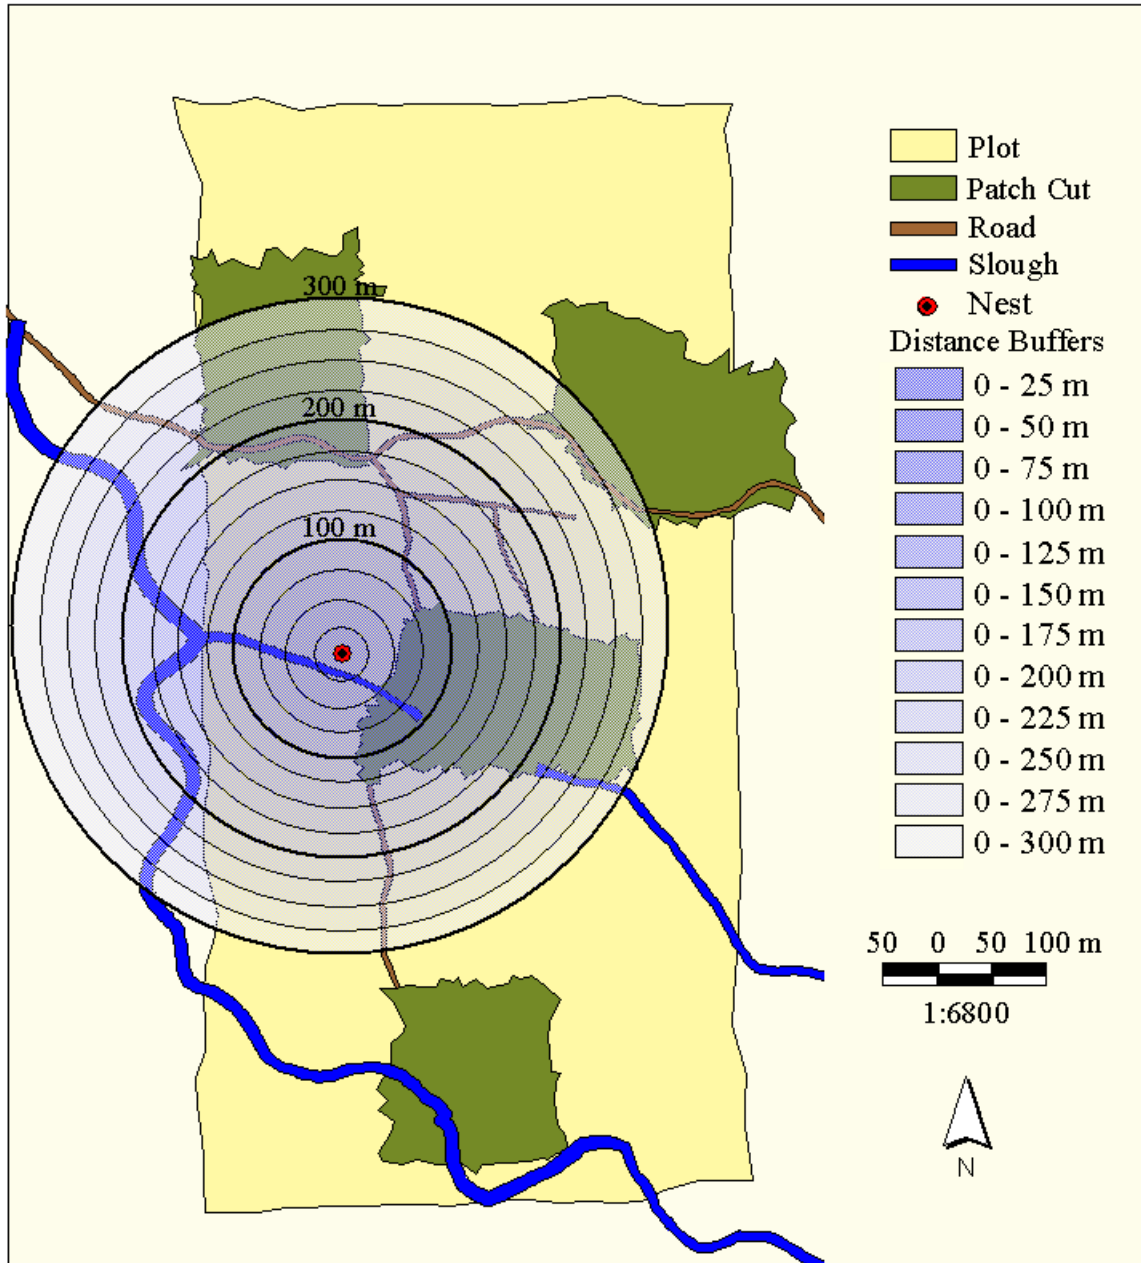 Plot
Patch Cut
Road
Slough
Nest
Distance Buffers
0 - 25 m
0 - 50 m
0 - 75 m
0 - 100 m
0 - 125 m
0 - 150 m
0 - 175 m
0 - 200 m
0 - 225 m
0 - 250 m
0 - 275 m
0 - 300 m
300 m
200 m
100 m
50 0 50 100 m
1:6800
N